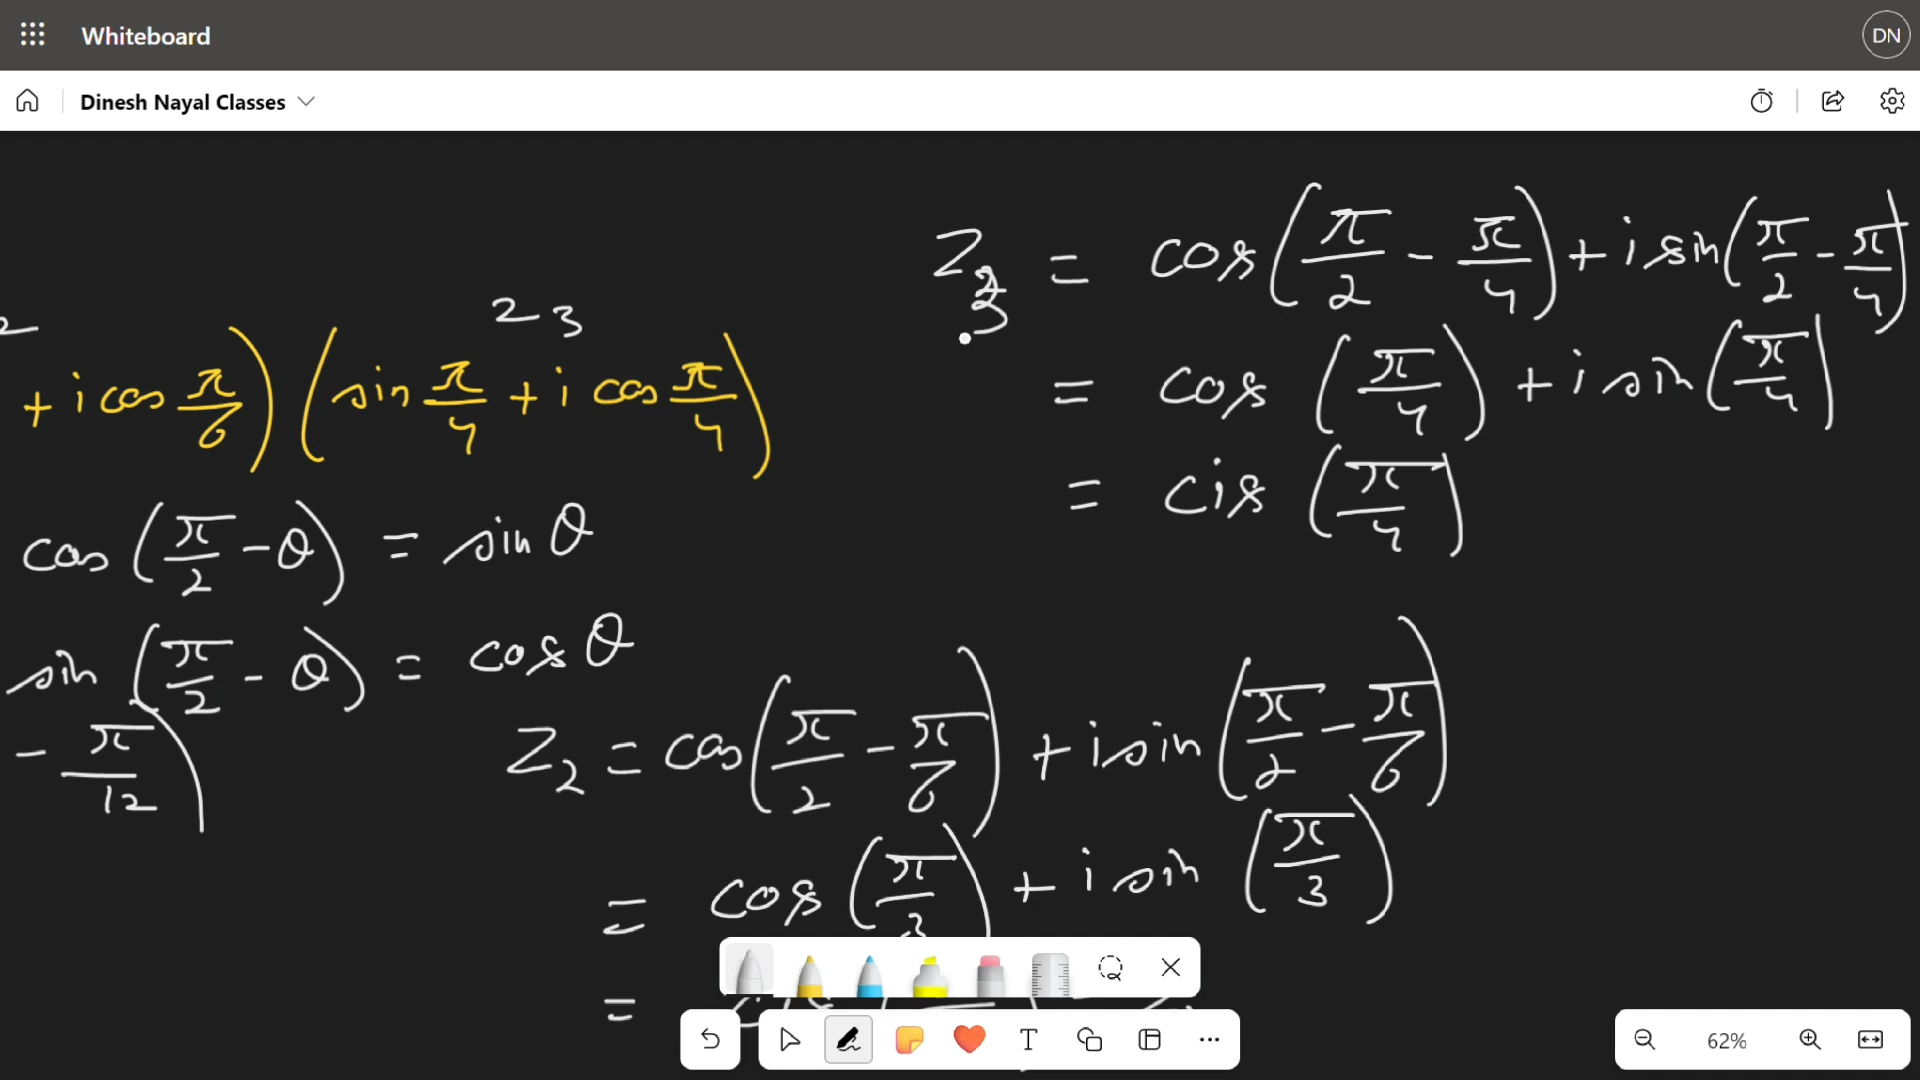 Whiteboard
DN
Dinesh Nayal Classes
z₃ = cos(π/2 - π/4) + i sin(π/2 - π/4)
= cos(π/4) + i sin(π/4)
= cis(π/4)
2 z₃
+ i cos π/6) (sin π/4 + i cos π/4)
cos(π/2 - θ) = sin θ
sin(π/2 - θ) = cos θ
- π/12)
z₂ = cos(π/2 - π/6) + i sin(π/2 - π/6)
= cos(π/3) + i sin(π/3)
=
62%